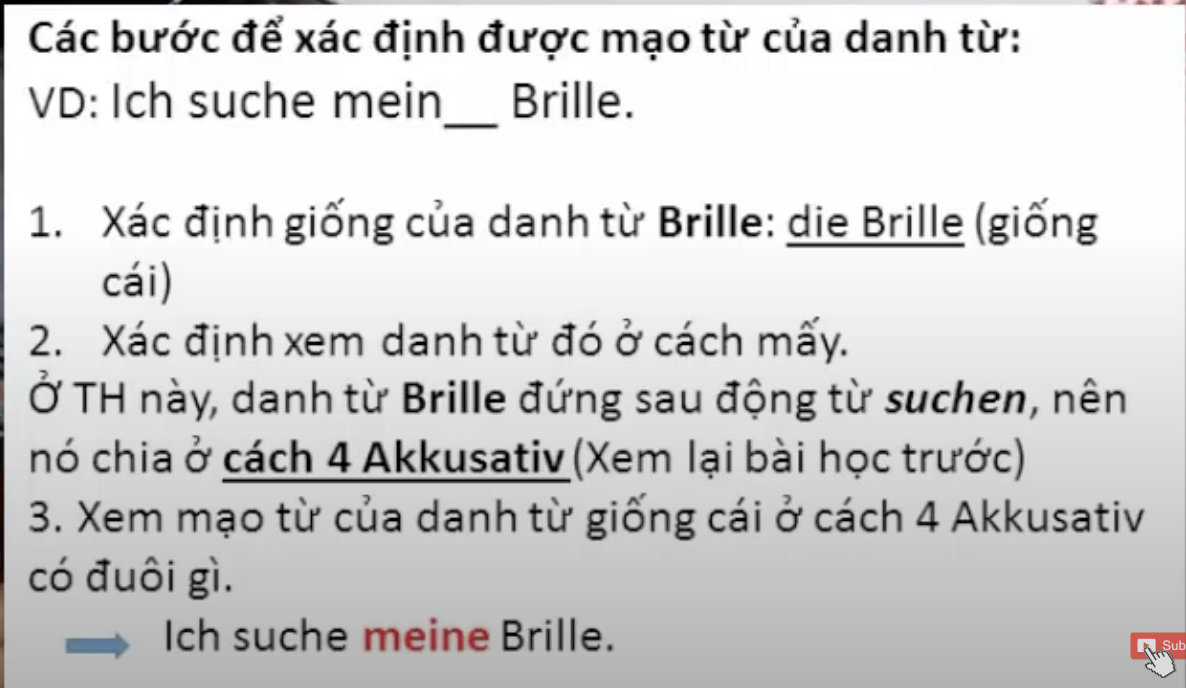 Các bước để xác định được mạo từ của danh từ:
VD: Ich suche mein___ Brille.
1. Xác định giống của danh từ Brille: die Brille (giống
cái)
2. Xác định xem danh từ đó ở cách mấy.
Ở TH này, danh từ Brille đứng sau động từ suchen, nên
nó chia ở cách 4 Akkusativ (Xem lại bài học trước)
3. Xem mạo từ của danh từ giống cái ở cách 4 Akkusativ
có đuôi gì.
Ich suche meine Brille.
Sub